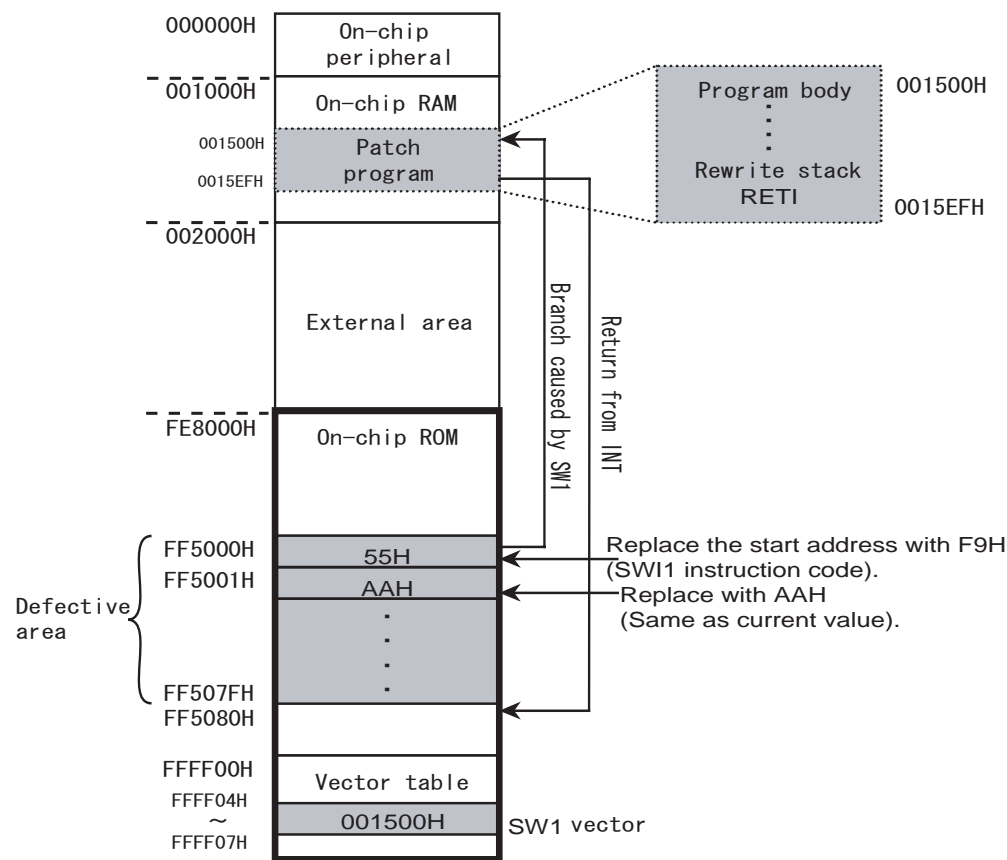 000000H
On-chip
peripheral
001000H
On-chip RAM
001500H
Patch
program
0015EFH
Program body
001500H
Rewrite stack
RETI
0015EFH
002000H
External area
Branch caused by SW1
Return from INT
FE8000H
On-chip ROM
FF5000H
55H
Replace the start address with F9H
(SWI1 instruction code).
FF5001H
AAH
Replace with AAH
(Same as current value).
Defective
area
FF507FH
FF5080H
FFFF00H
Vector table
FFFF04H
~
FFFF07H
001500H
SW1 vector